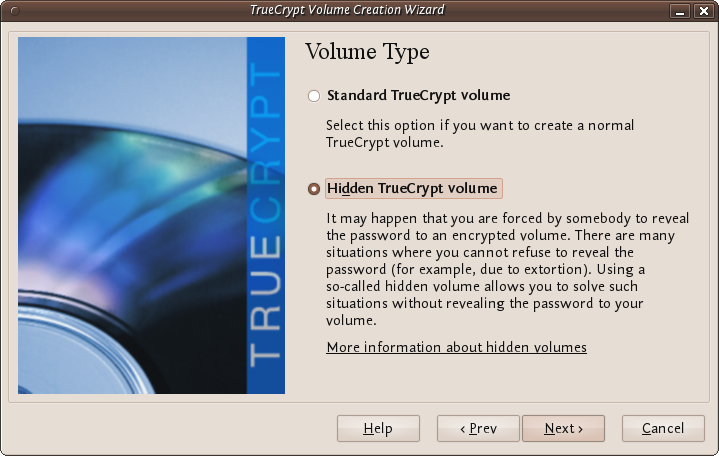 TrueCrypt Volume Creation Wizard
TRUECRYPT
Volume Type
Standard TrueCrypt volume
Select this option if you want to create a normal
TrueCrypt volume.
Hidden TrueCrypt volume
It may happen that you are forced by somebody to reveal
the password to an encrypted volume. There are many
situations where you cannot refuse to reveal the
password (for example, due to extortion). Using a
so-called hidden volume allows you to solve such
situations without revealing the password to your
volume.
More information about hidden volumes
Help
< Prev
Next >
Cancel